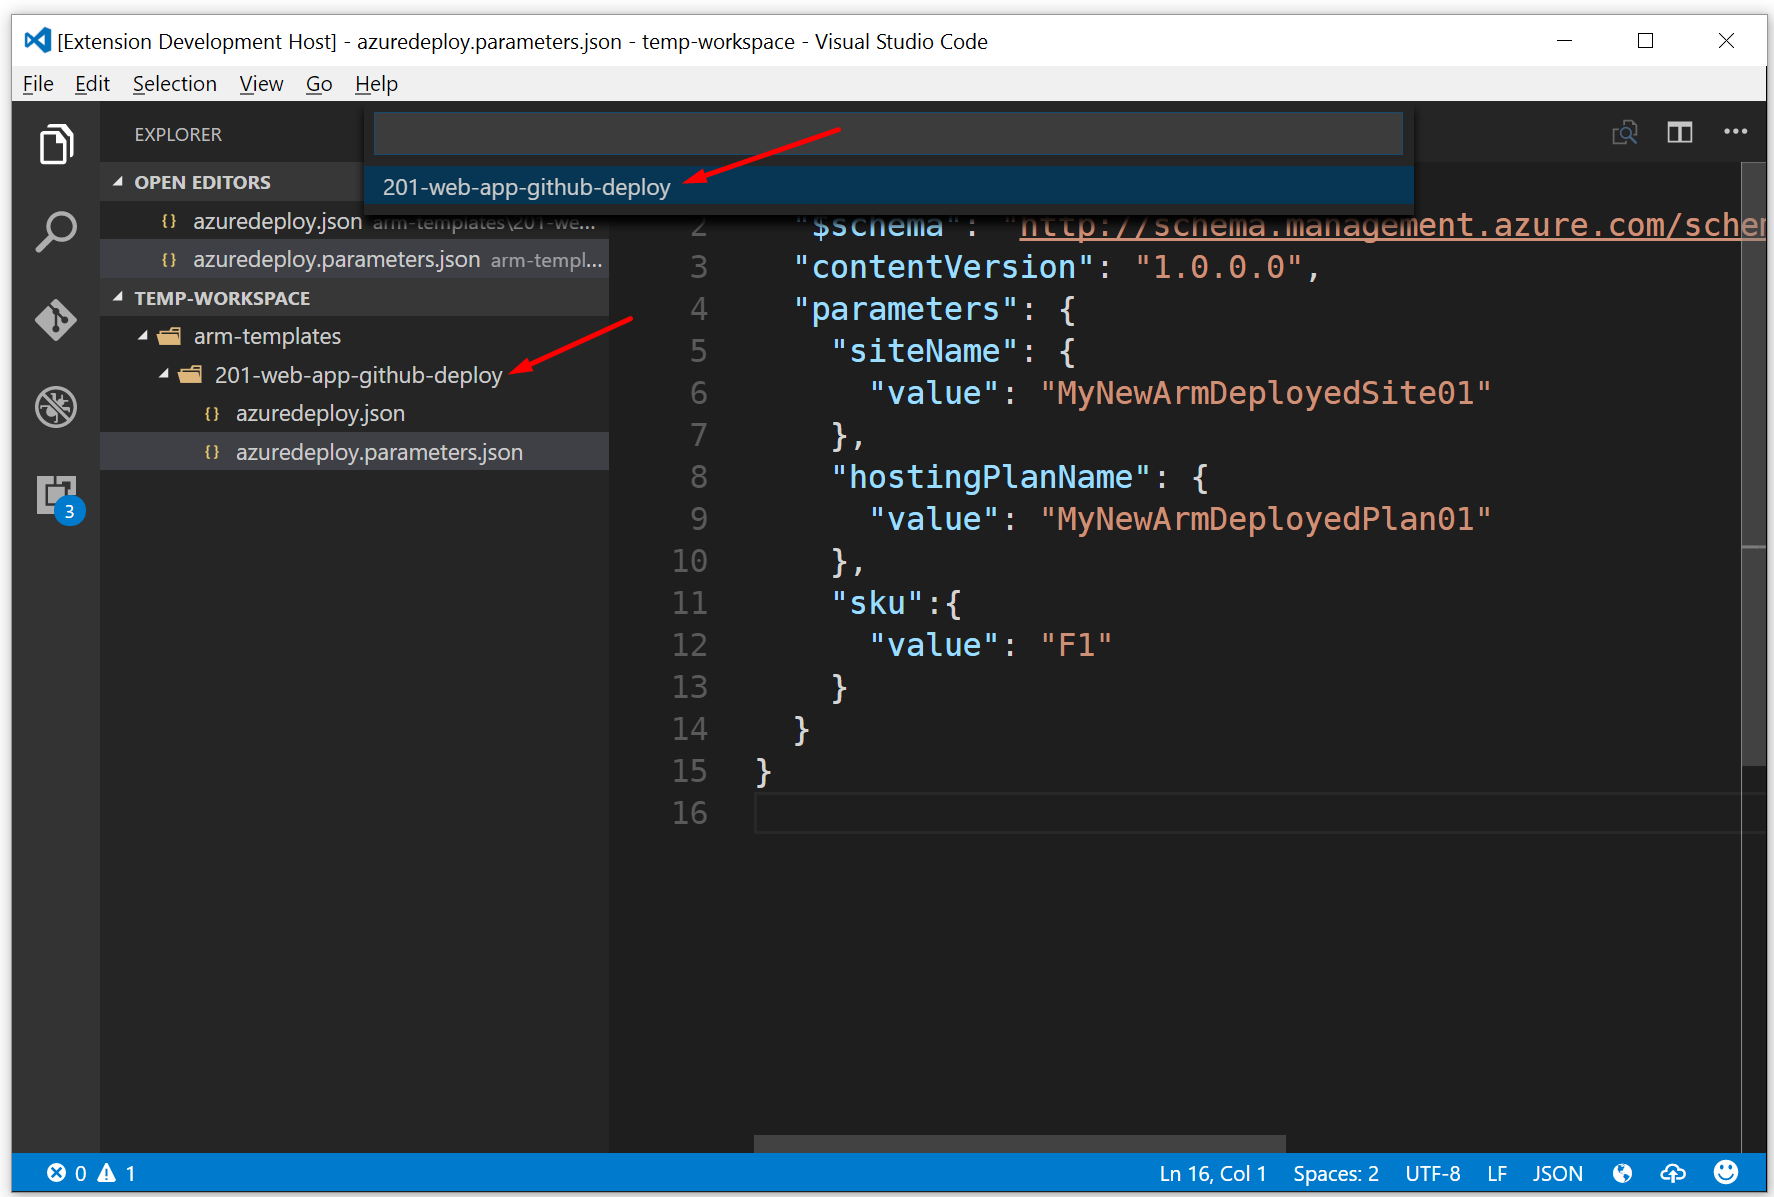 [Extension Development Host] - azuredeploy.parameters.json - temp-workspace - Visual Studio Code
File Edit Selection View Go Help
EXPLORER
201-web-app-github-deploy
OPEN EDITORS
{} azuredeploy.json arm-templates\201-we...
{} azuredeploy.parameters.json arm-templ...
TEMP-WORKSPACE
arm-templates
201-web-app-github-deploy
{} azuredeploy.json
{} azuredeploy.parameters.json
3
2 "$schema": "http://schema.management.azure.com/schem
3 "contentVersion": "1.0.0.0",
4 "parameters": {
5 "siteName": {
6 "value": "MyNewArmDeployedSite01"
7 },
8 "hostingPlanName": {
9 "value": "MyNewArmDeployedPlan01"
10 },
11 "sku":{
12 "value": "F1"
13 }
14 }
15 }
16
0 1 Ln 16, Col 1 Spaces: 2 UTF-8 LF JSON